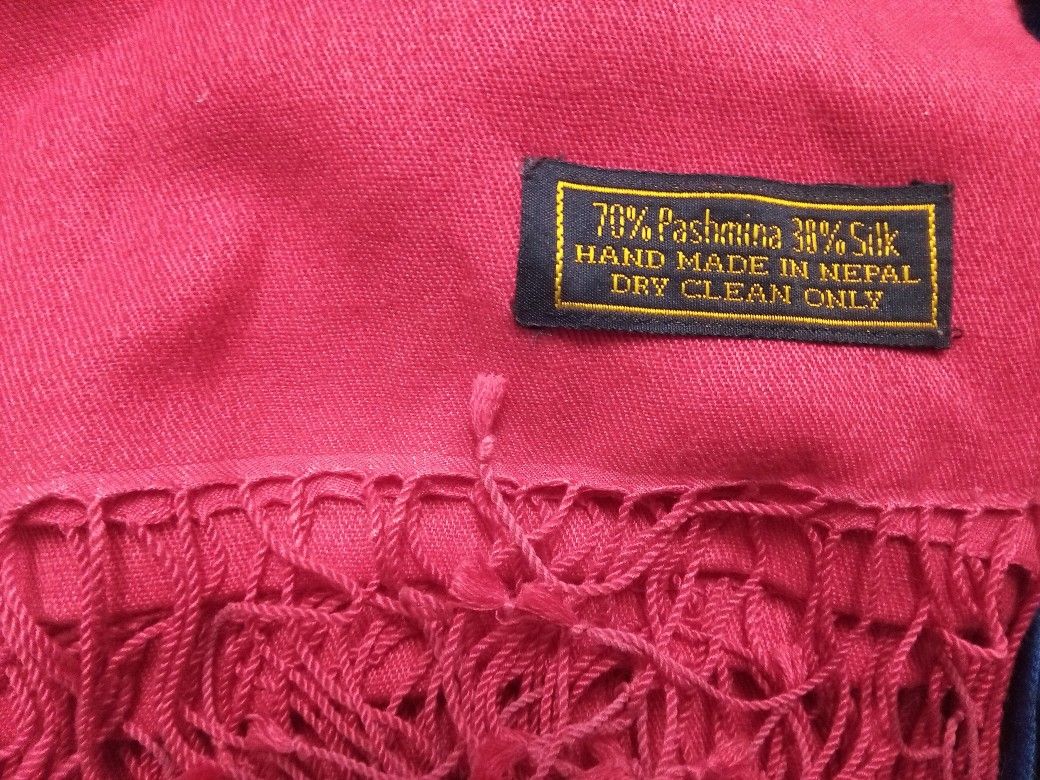 70% Pashmina 30% Silk
HAND MADE IN NEPAL
DRY CLEAN ONLY